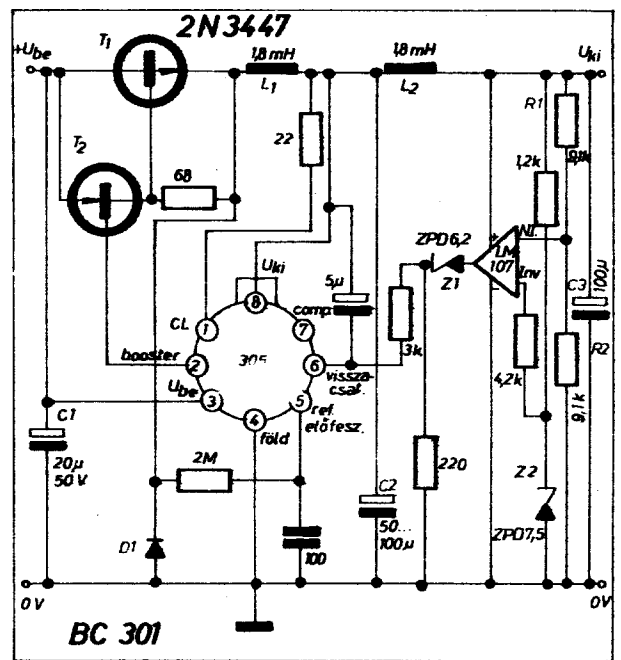 2N3447
+Ube
T1
1,8 mH
L1
1,8 mH
L2
Uki
T2
68
22
R1
9,1k
1,2k
ZPD6,2
Z1
+
LM
107
-
NI.
Inv
C3
100µ
Uki
5µ
comp.
CL
1
8
7
booster
2
305
6
vissza-
csat.
3k
4,2k
R2
9,1k
Ube
3
4
5
ref.
előfesz.
föld
C1
20µ
50 V.
2M
220
Z2
ZPD7,5
C2
50...
100µ
D1
100
0 V
0V
BC 301